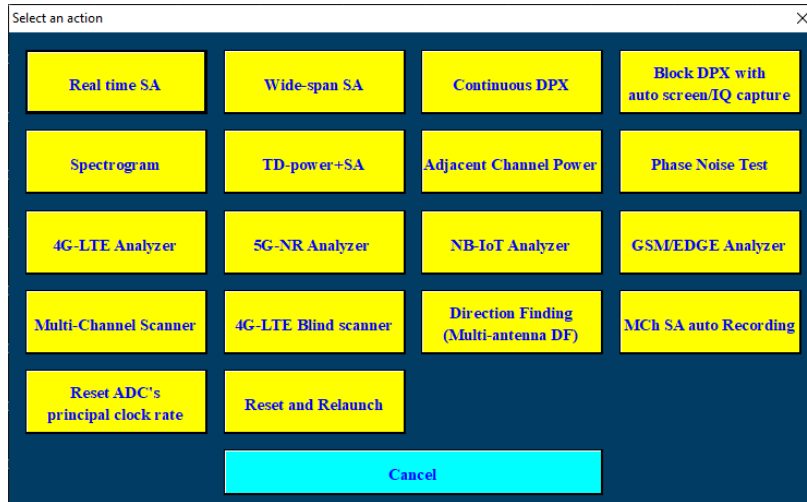 Select an action
Real time SA
Wide-span SA
Continuous DPX
Block DPX with
auto screen/IQ capture
Spectrogram
TD-power+SA
Adjacent Channel Power
Phase Noise Test
4G-LTE Analyzer
5G-NR Analyzer
NB-IoT Analyzer
GSM/EDGE Analyzer
Multi-Channel Scanner
4G-LTE Blind scanner
Direction Finding
(Multi-antenna DF)
MCh SA auto Recording
Reset ADC's
principal clock rate
Reset and Relaunch
Cancel